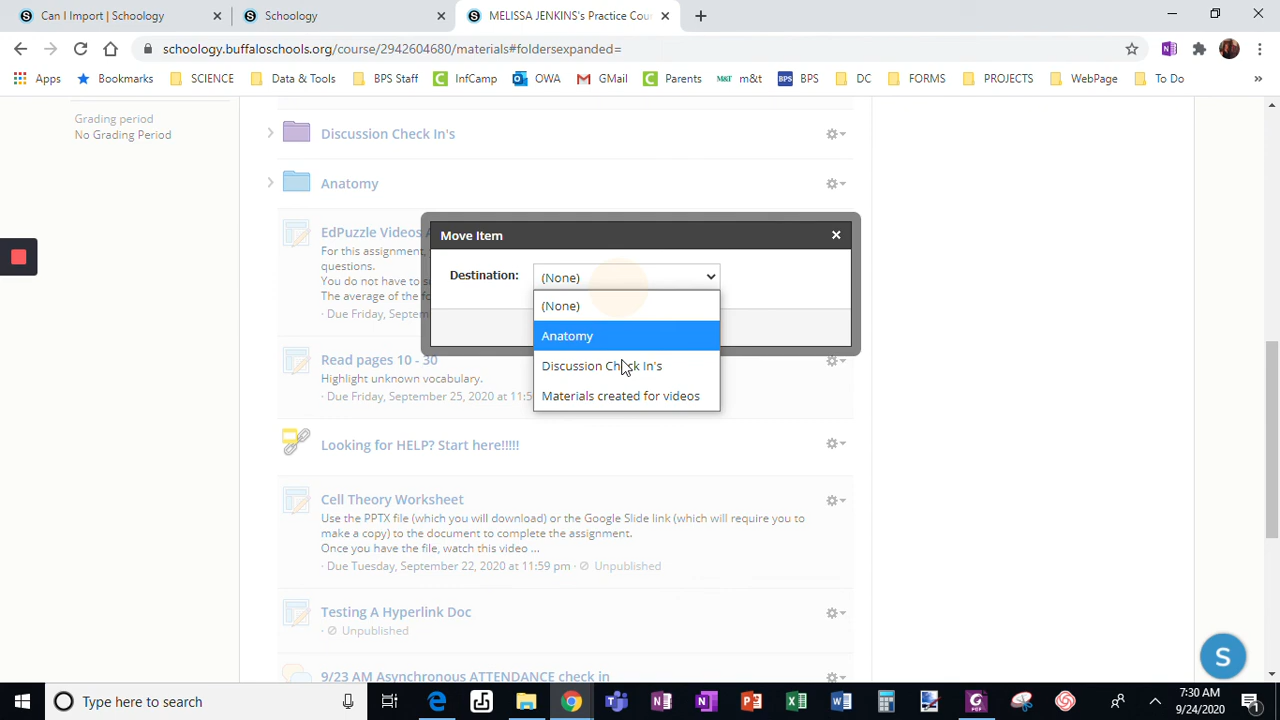 Can I Import | Schoology
Schoology
MELISSA JENKINS's Practice Cour
schoology.buffaloschools.org/course/2942604680/materials#foldersexpanded=
Apps
Bookmarks
SCIENCE
Data & Tools
BPS Staff
InfCamp
OWA
GMail
Parents
M&T
m&t
BPS
BPS
DC
FORMS
PROJECTS
WebPage
To Do
»
Grading period
No Grading Period
Discussion Check In's
Anatomy
EdPuzzle Videos
For this assignment,
questions.
You do not have to
The average of the fo
· Due Friday, Septem
Move Item
Destination:
(None)
(None)
Anatomy
Discussion Check In's
Materials created for videos
Read pages 10 - 30
Highlight unknown vocabulary.
· Due Friday, September 25, 2020 at 11:5
Looking for HELP? Start here!!!!!
Cell Theory Worksheet
Use the PPTX file (which you will download) or the Google Slide link (which will require you to
make a copy) to the document to complete the assignment.
Once you have the file, watch this video ...
· Due Tuesday, September 22, 2020 at 11:59 pm · Unpublished
Testing A Hyperlink Doc
· Unpublished
9/23 AM Asynchronous ATTENDANCE check in
S
Type here to search
7:30 AM
9/24/2020